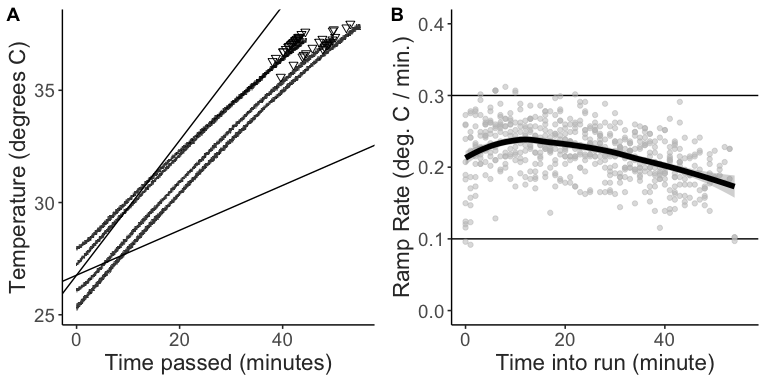 A
Temperature (degrees C)
35
30
25
0
20
40
Time passed (minutes)
B
Ramp Rate (deg. C / min.)
0.4
0.3
0.2
0.1
0.0
0
20
40
Time into run (minute)